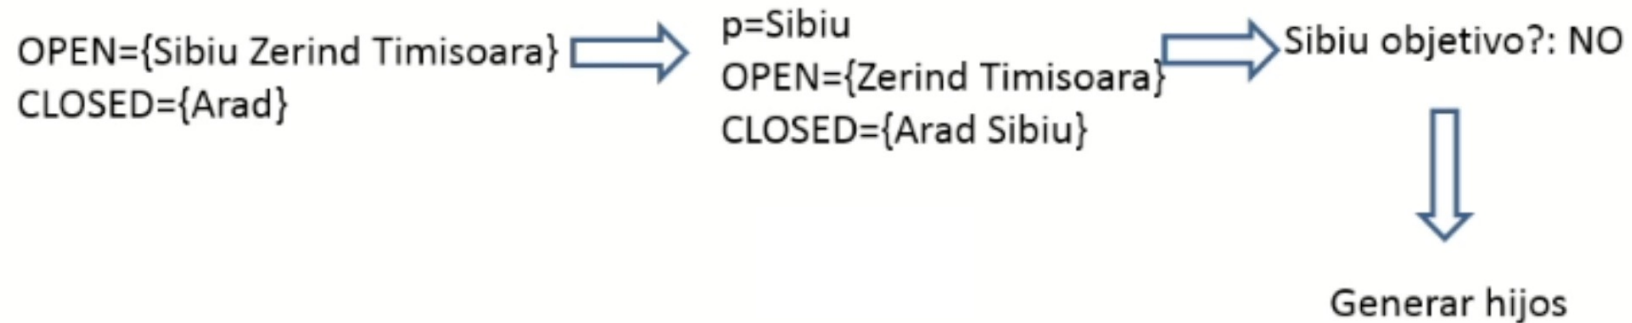 OPEN={Sibiu Zerind Timisoara}
CLOSED={Arad}
p=Sibiu
OPEN={Zerind Timisoara}
CLOSED={Arad Sibiu}
Sibiu objetivo?: NO
Generar hijos